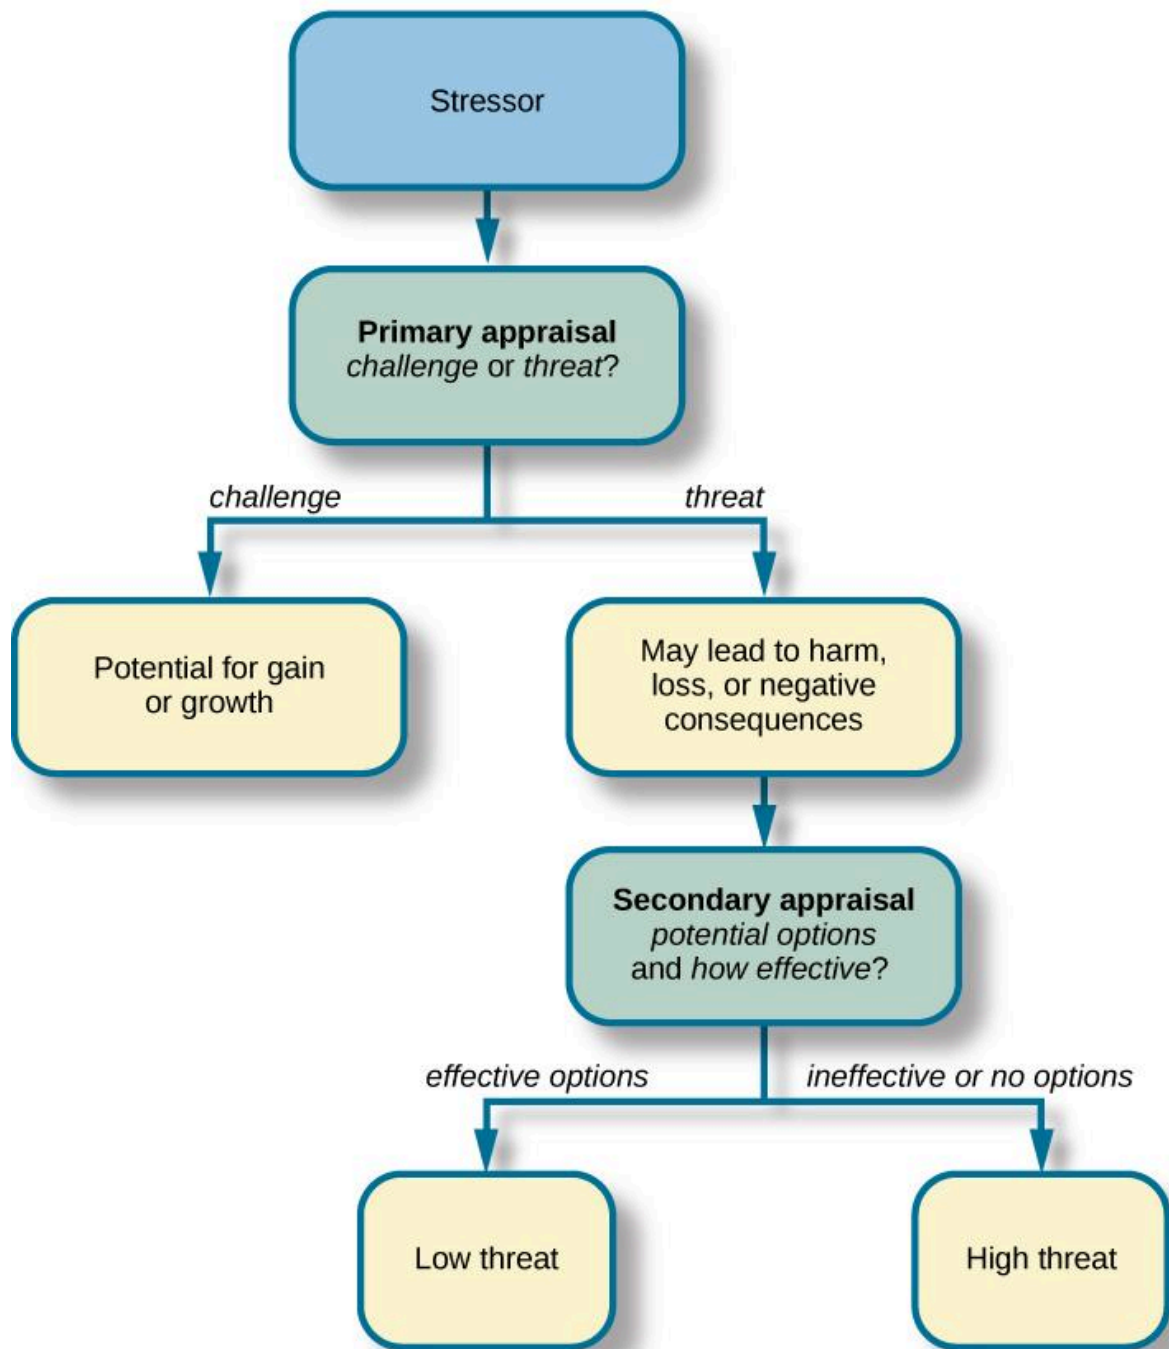 Stressor
Primary appraisal
challenge or threat?
challenge
threat
Potential for gain
or growth
May lead to harm,
loss, or negative
consequences
Secondary appraisal
potential options
and how effective?
effective options
ineffective or no options
Low threat
High threat